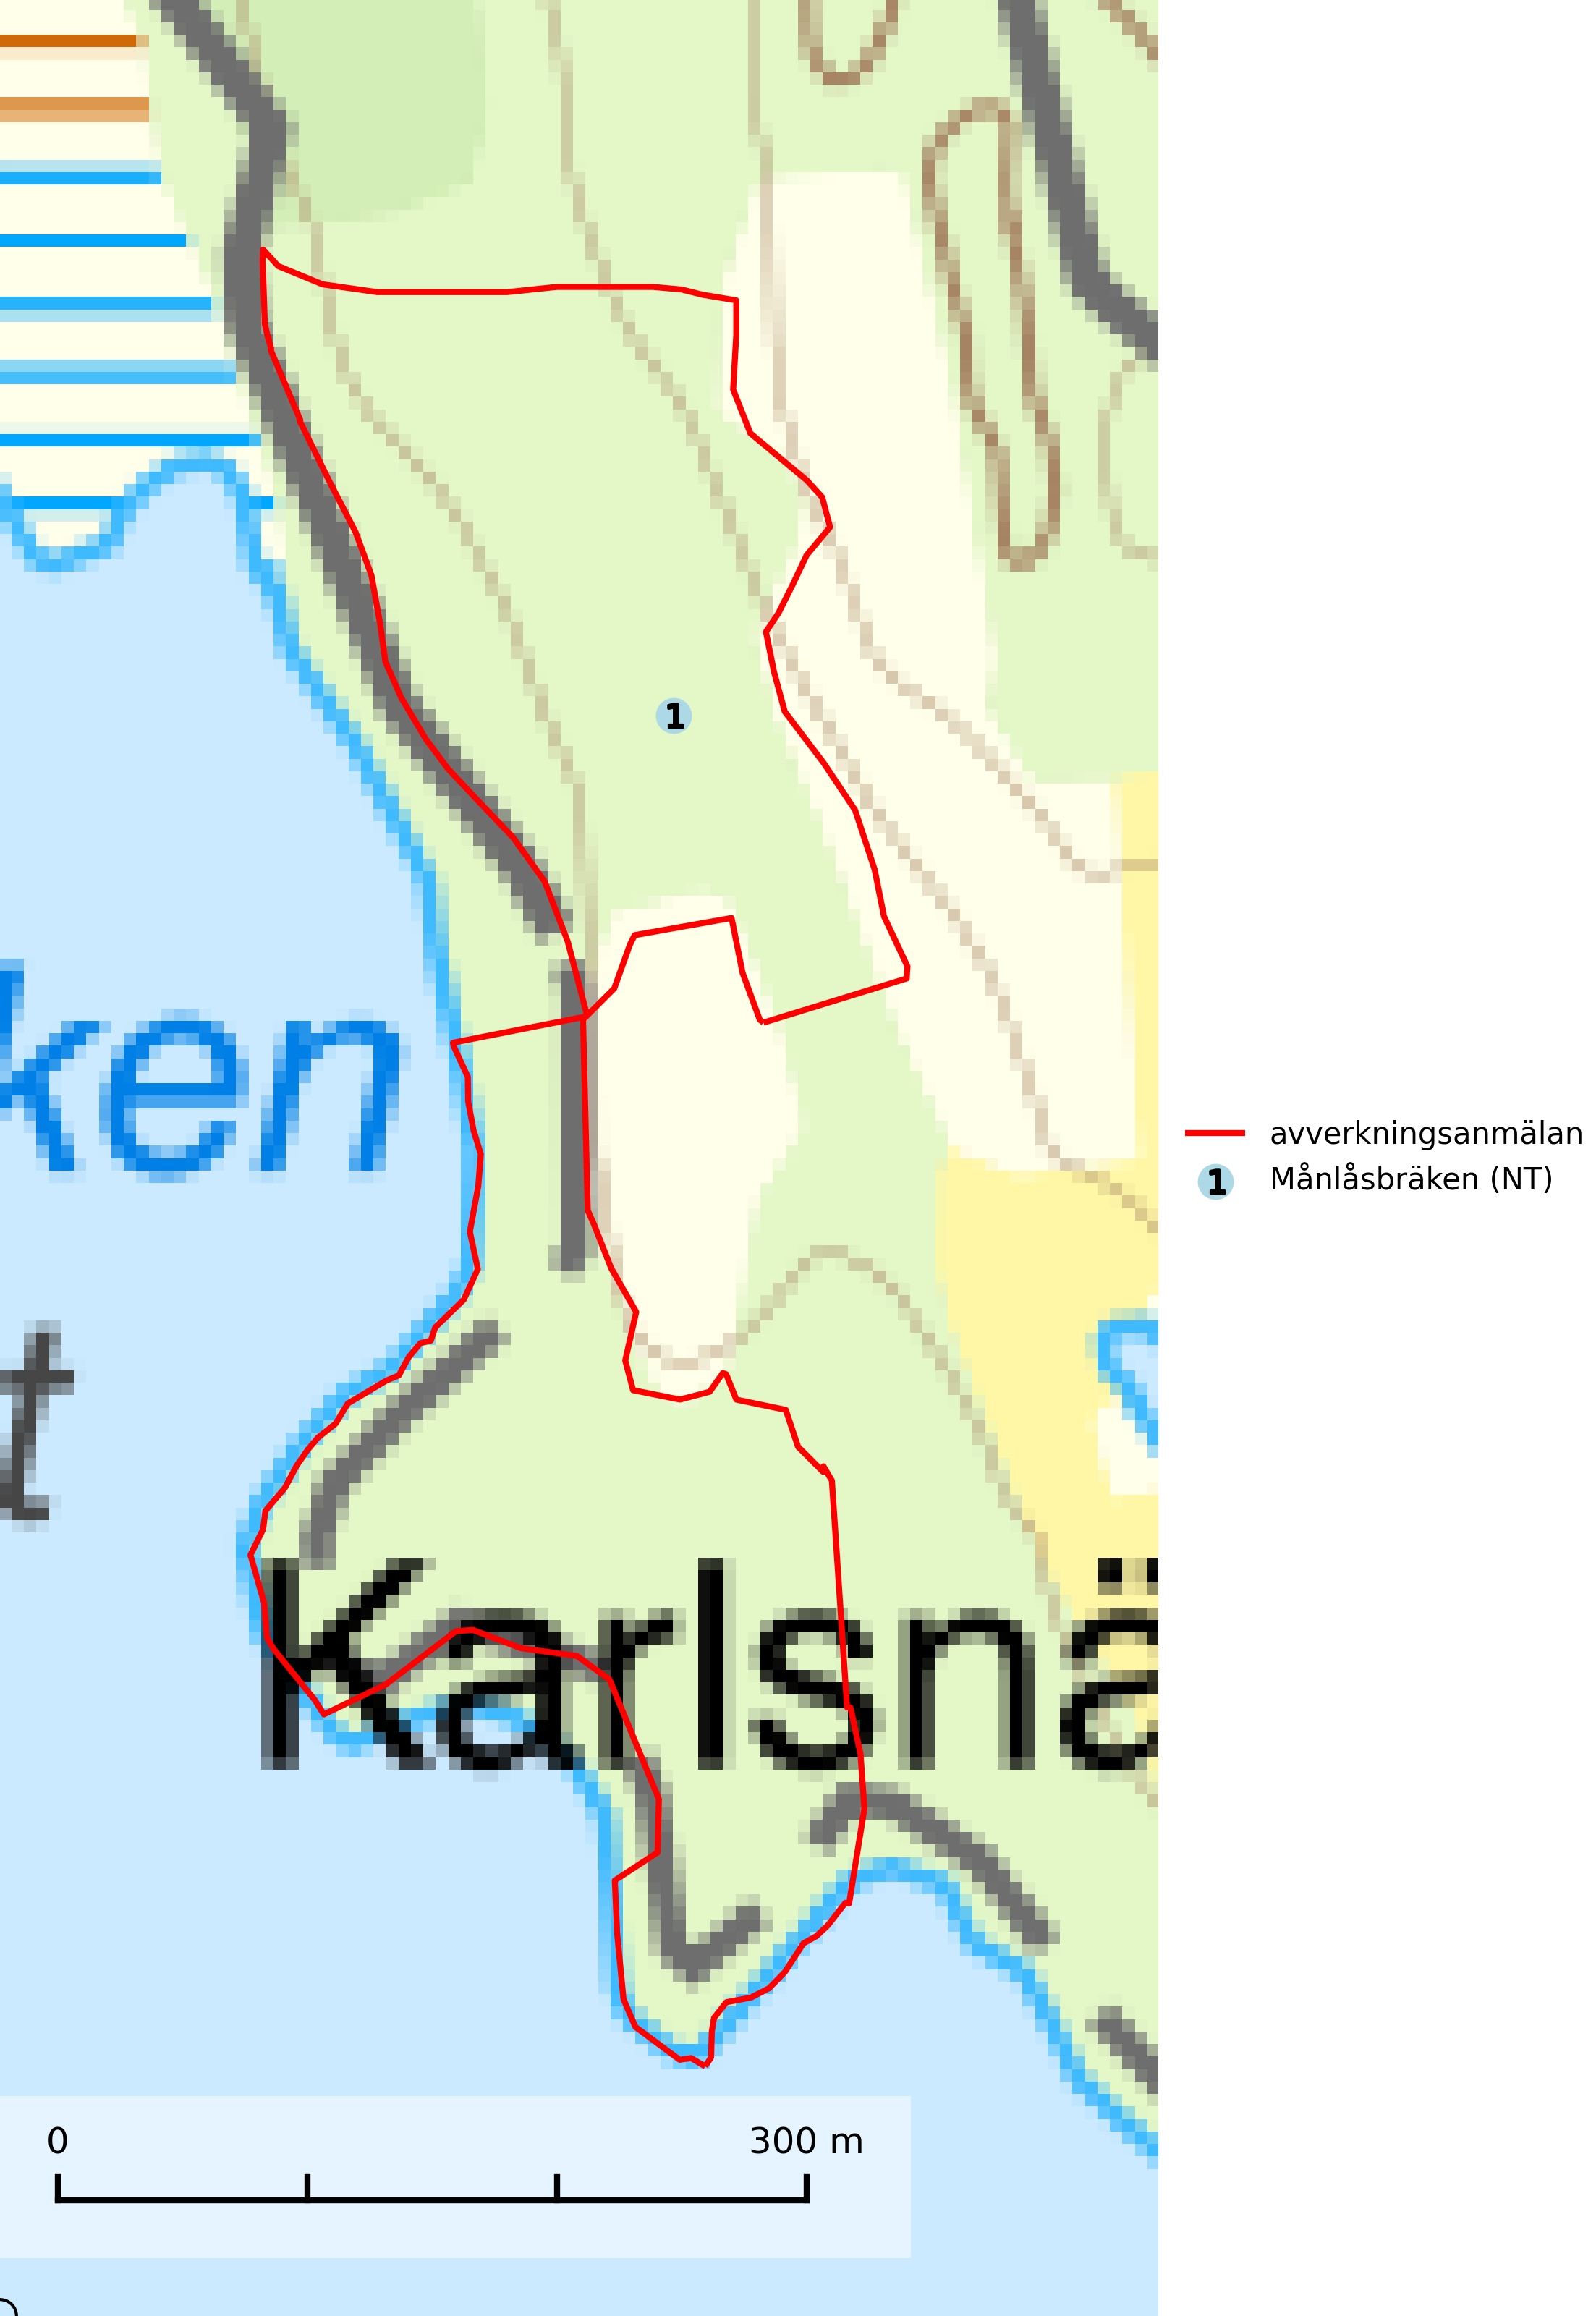 1
ken
t
Karlsnä
0 300 m
avverkningsanmälan
1 Månlåsbräken (NT)